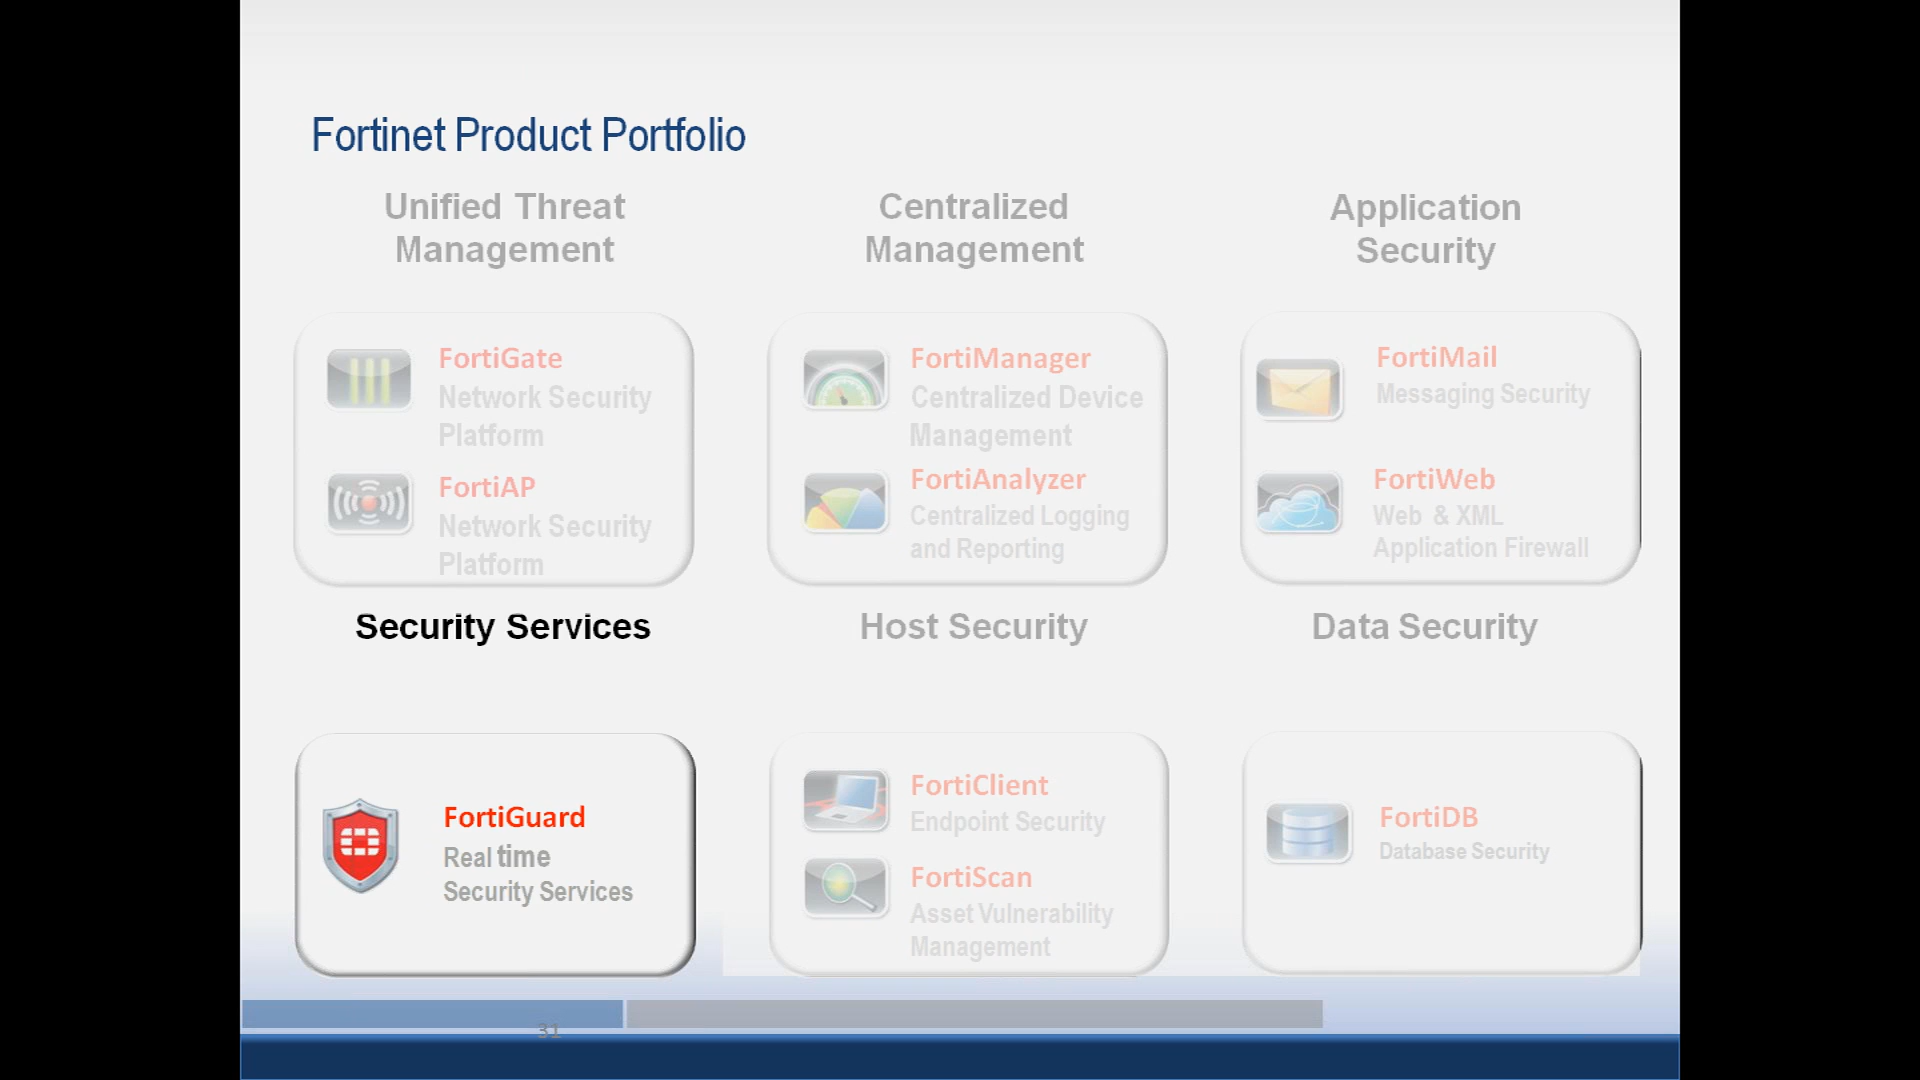 Fortinet Product Portfolio
Unified Threat
Management
Centralized
Management
Application
Security
FortiGate
Network Security
Platform
FortiAP
Network Security
Platform
FortiManager
Centralized Device
Management
FortiAnalyzer
Centralized Logging
and Reporting
FortiMail
Messaging Security
FortiWeb
Web & XML
Application Firewall
Security Services
Host Security
Data Security
FortiGuard
Real time
Security Services
FortiClient
Endpoint Security
FortiScan
Asset Vulnerability
Management
FortiDB
Database Security
31